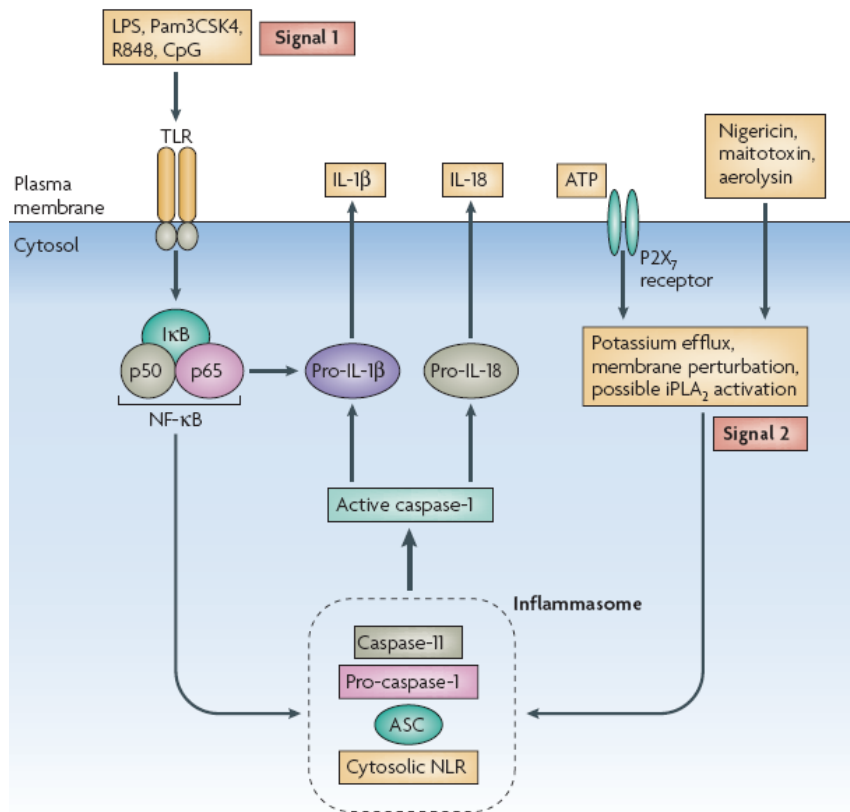 LPS, Pam3CSK4,
R848, CpG
Signal 1
TLR
Plasma
membrane
Cytosol
IL-1β
IL-18
ATP
Nigericin,
maitotoxin,
aerolysin
P2X₇
receptor
IκB
p50
p65
NF-κB
Pro-IL-1β
Pro-IL-18
Potassium efflux,
membrane perturbation,
possible iPLA₂ activation
Signal 2
Active caspase-1
Inflammasome
Caspase-11
Pro-caspase-1
ASC
Cytosolic NLR